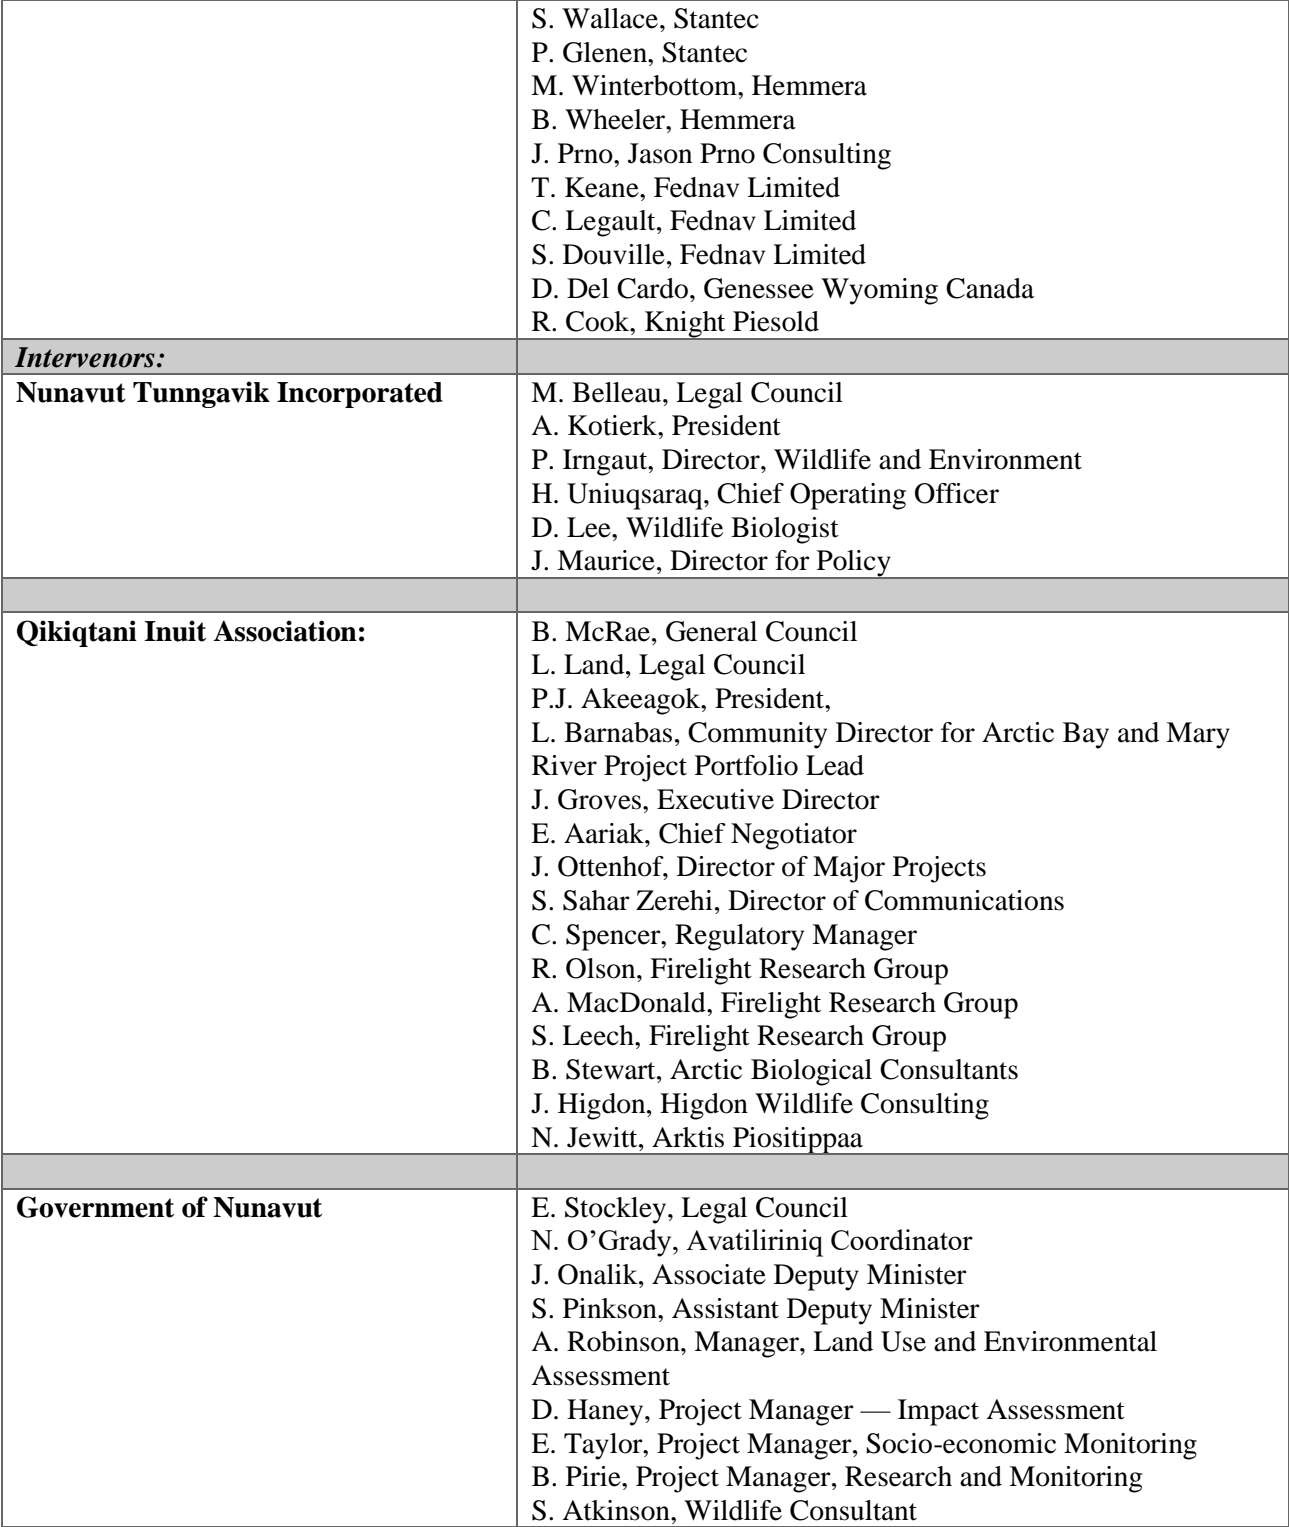 S. Wallace, Stantec
P. Glenen, Stantec
M. Winterbottom, Hemmera
B. Wheeler, Hemmera
J. Prno, Jason Prno Consulting
T. Keane, Fednav Limited
C. Legault, Fednav Limited
S. Douville, Fednav Limited
D. Del Cardo, Genessee Wyoming Canada
R. Cook, Knight Piesold
Intervenors:
Nunavut Tunngavik Incorporated
M. Belleau, Legal Council
A. Kotierk, President
P. Irngaut, Director, Wildlife and Environment
H. Uniuqsaraq, Chief Operating Officer
D. Lee, Wildlife Biologist
J. Maurice, Director for Policy
Qikiqtani Inuit Association:
B. McRae, General Council
L. Land, Legal Council
P.J. Akeeagok, President,
L. Barnabas, Community Director for Arctic Bay and Mary
River Project Portfolio Lead
J. Groves, Executive Director
E. Aariak, Chief Negotiator
J. Ottenhof, Director of Major Projects
S. Sahar Zerehi, Director of Communications
C. Spencer, Regulatory Manager
R. Olson, Firelight Research Group
A. MacDonald, Firelight Research Group
S. Leech, Firelight Research Group
B. Stewart, Arctic Biological Consultants
J. Higdon, Higdon Wildlife Consulting
N. Jewitt, Arktis Piositippaa
Government of Nunavut
E. Stockley, Legal Council
N. O’Grady, Avatiliriniq Coordinator
J. Onalik, Associate Deputy Minister
S. Pinkson, Assistant Deputy Minister
A. Robinson, Manager, Land Use and Environmental
Assessment
D. Haney, Project Manager — Impact Assessment
E. Taylor, Project Manager, Socio-economic Monitoring
B. Pirie, Project Manager, Research and Monitoring
S. Atkinson, Wildlife Consultant